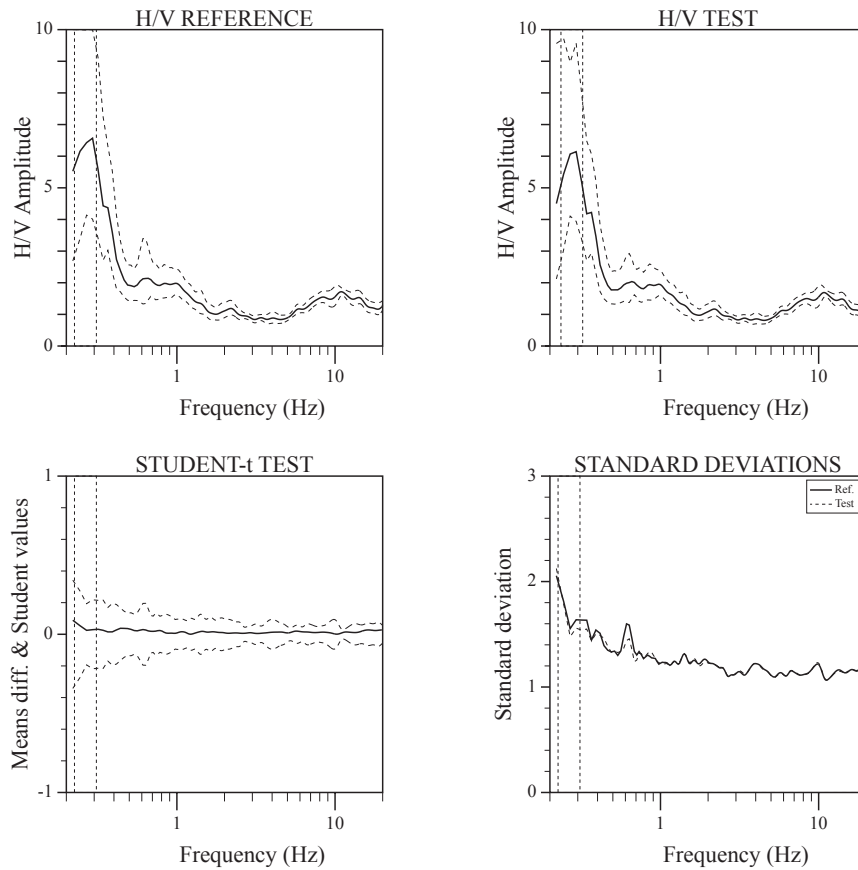 H/V REFERENCE
H/V TEST
10
5
0
H/V Amplitude
1
10
Frequency (Hz)
10
5
0
H/V Amplitude
1
10
Frequency (Hz)
STUDENT-t TEST
STANDARD DEVIATIONS
1
0
-1
Means diff. & Student values
1
10
Frequency (Hz)
3
2
1
0
Standard deviation
Ref.
Test
1
10
Frequency (Hz)